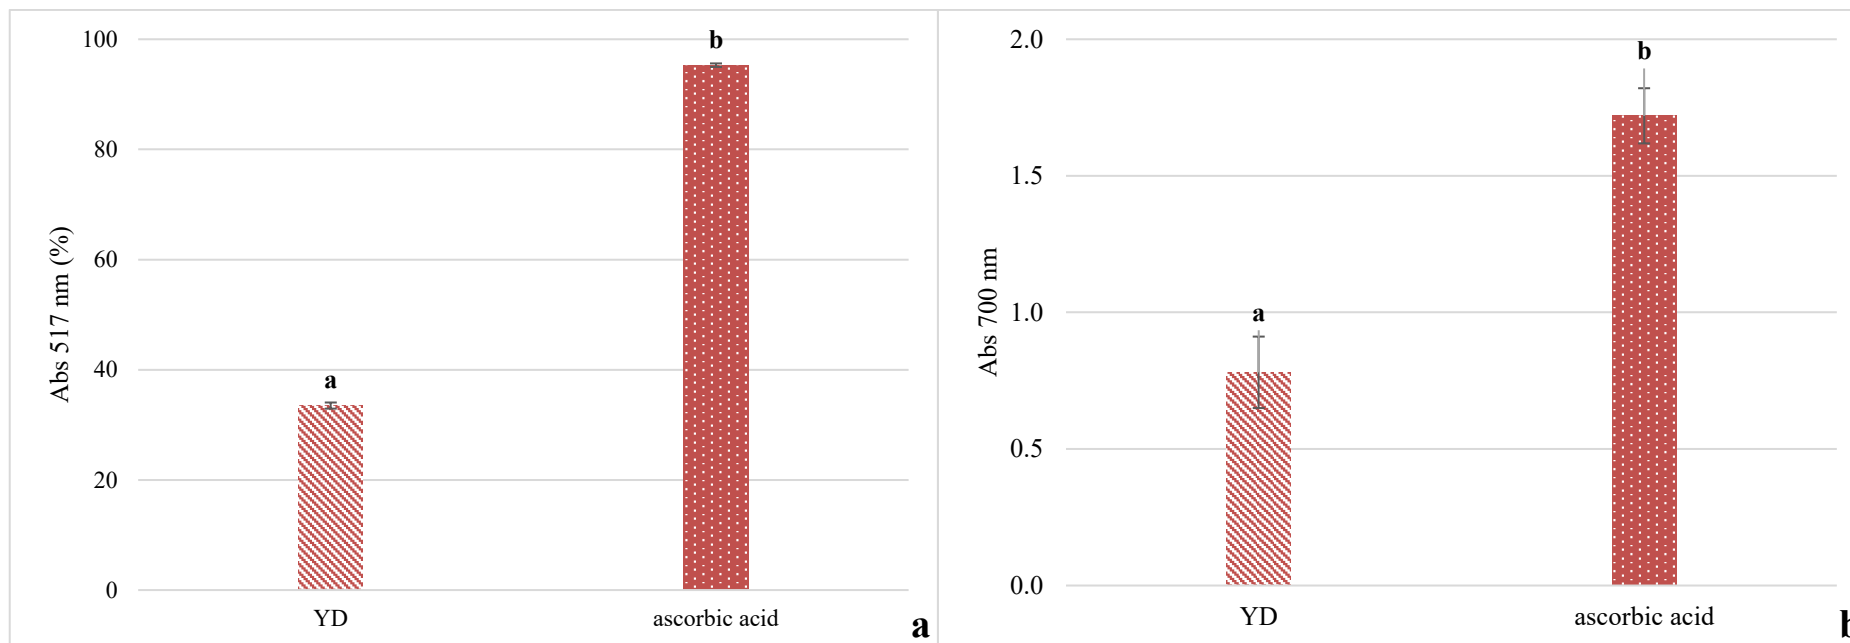 100
80
60
40
20
0
Abs 517 nm (%)
a
b
YD
ascorbic acid
a
2.0
1.5
1.0
0.5
0.0
Abs 700 nm
a
b
YD
ascorbic acid
b